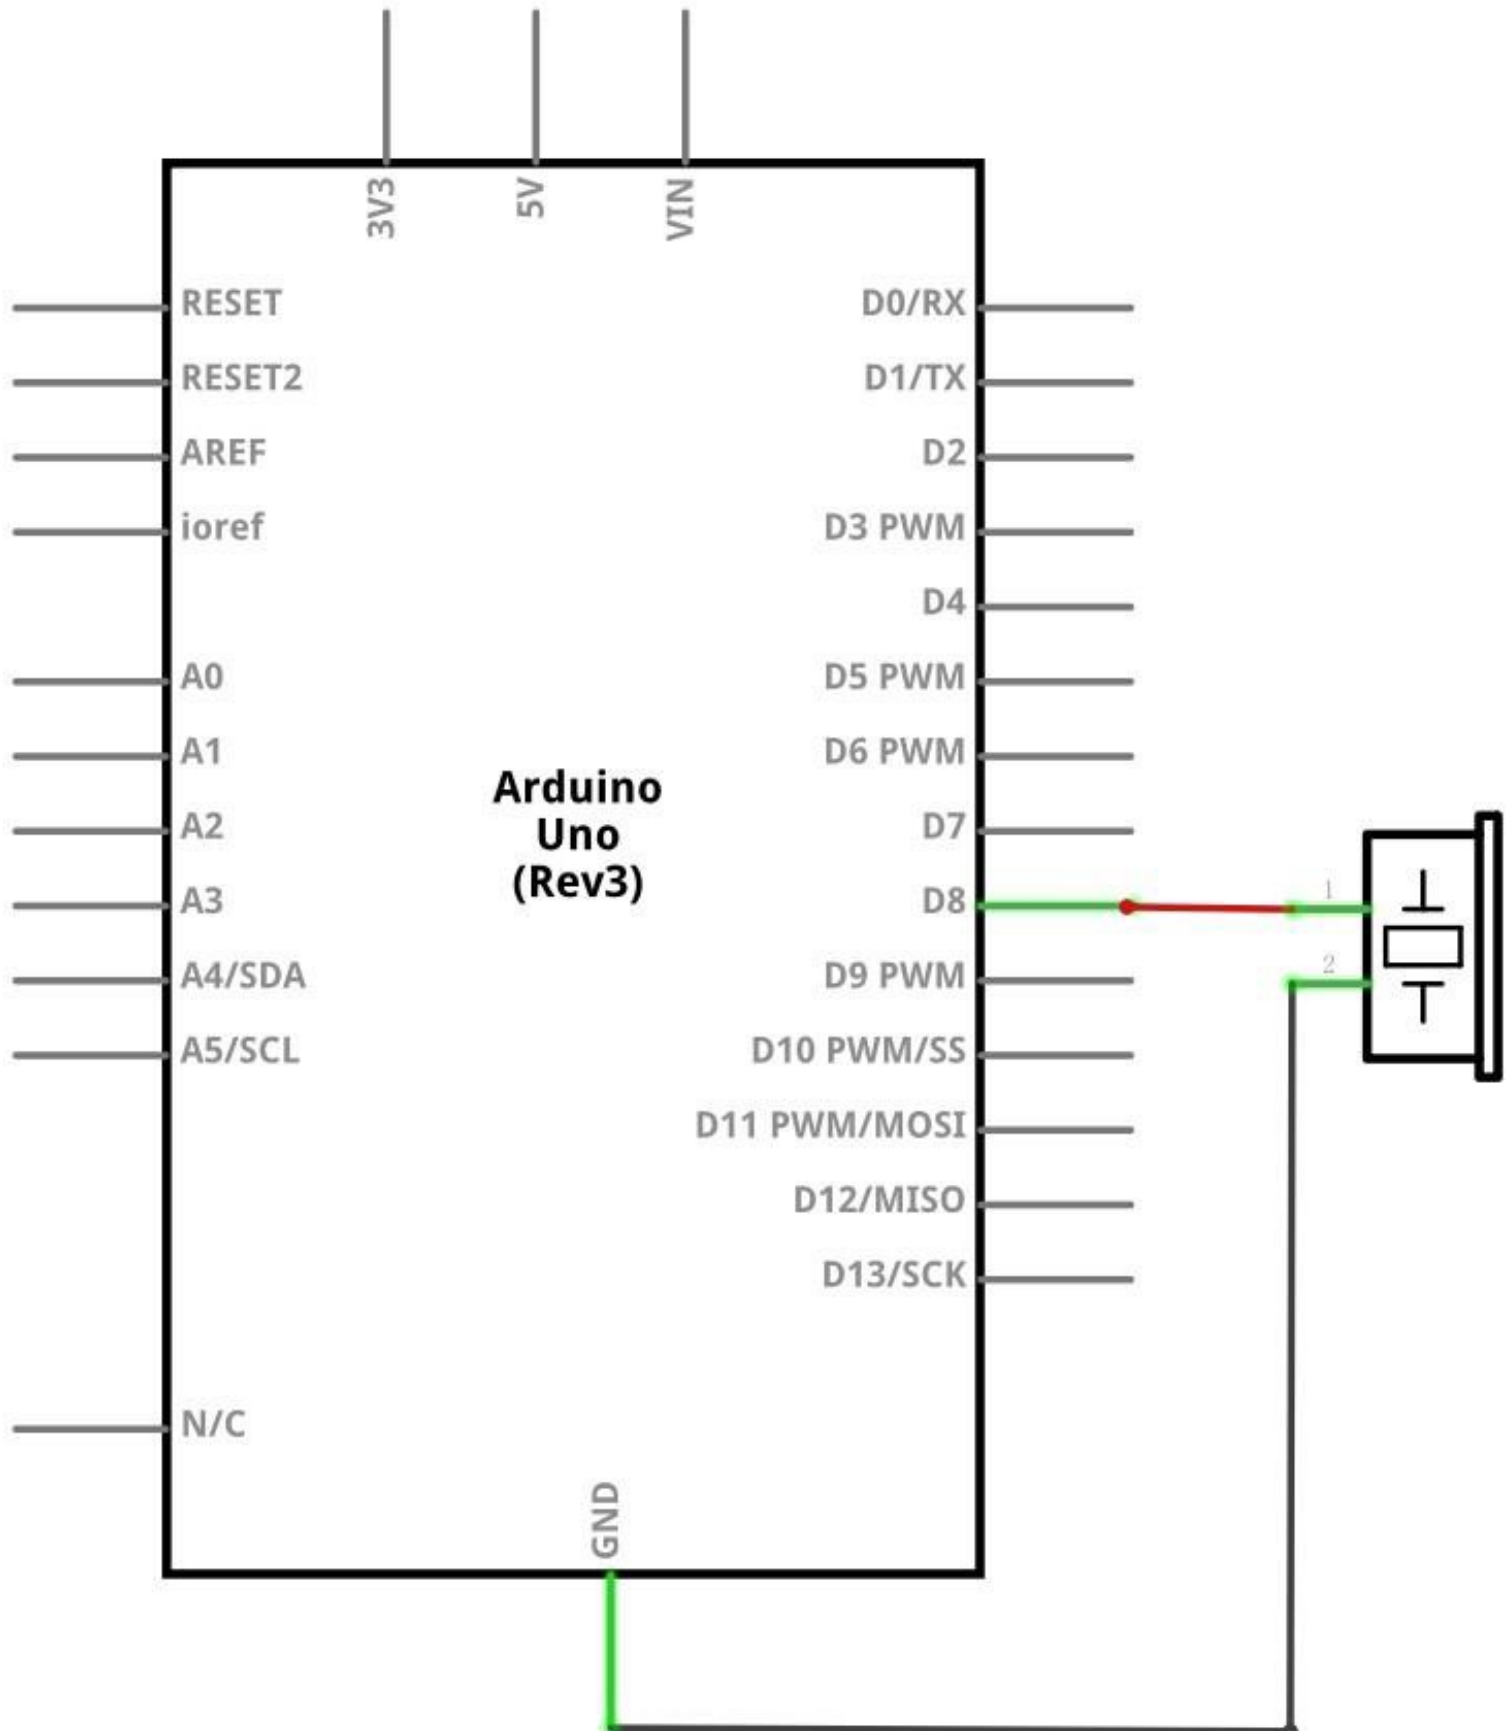 3V3
5V
VIN
RESET
D0/RX
RESET2
D1/TX
AREF
D2
ioref
D3 PWM
D4
A0
D5 PWM
A1
D6 PWM
Arduino
Uno
(Rev3)
A2
D7
A3
D8
1
A4/SDA
D9 PWM
2
A5/SCL
D10 PWM/SS
D11 PWM/MOSI
D12/MISO
D13/SCK
N/C
GND